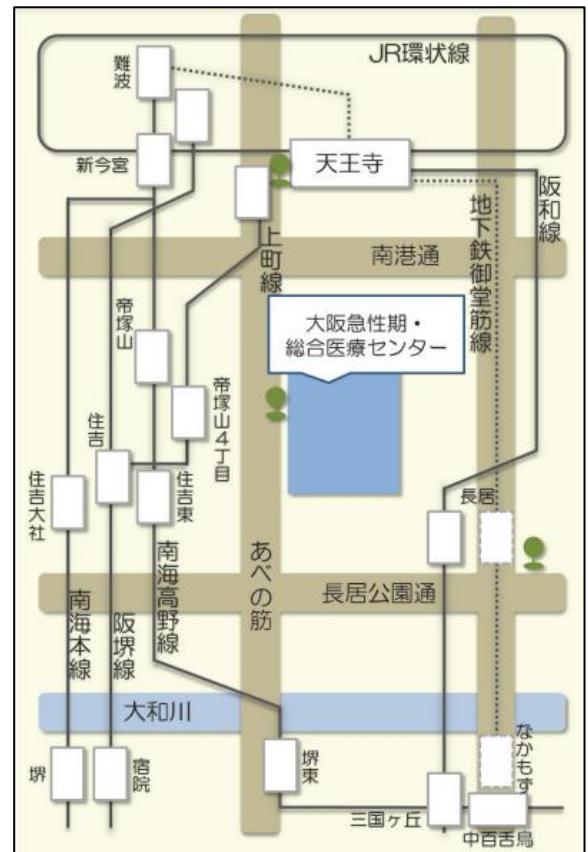 JR環状線
難波
新今宮
天王寺
阪和線
上町線
地下鉄御堂筋線
南港通
大阪急性期・
総合医療センター
帝塚山
帝塚山4丁目
住吉
住吉大社
住吉東
長居
南海本線
阪堺線
南海高野線
あべの筋
長居公園通
大和川
堺
宿院
堺東
三国ヶ丘
なかもず
中百舌鳥